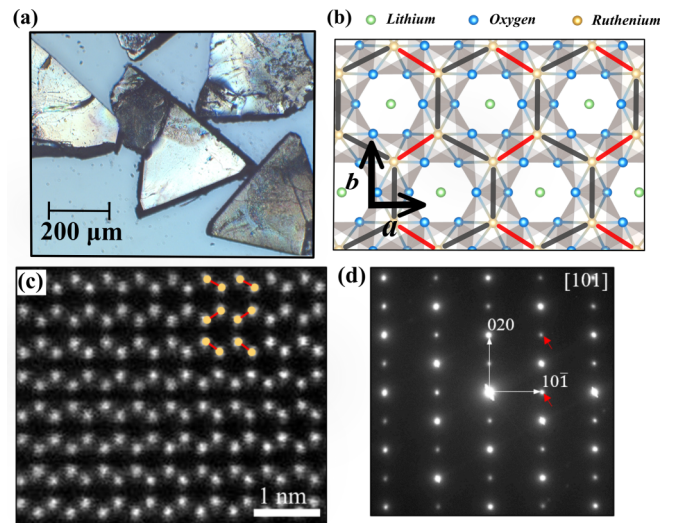 (a)
200 μm
(b)
Lithium Oxygen Ruthenium
b
a
(c)
1 nm
(d)
[101]
020
101̄